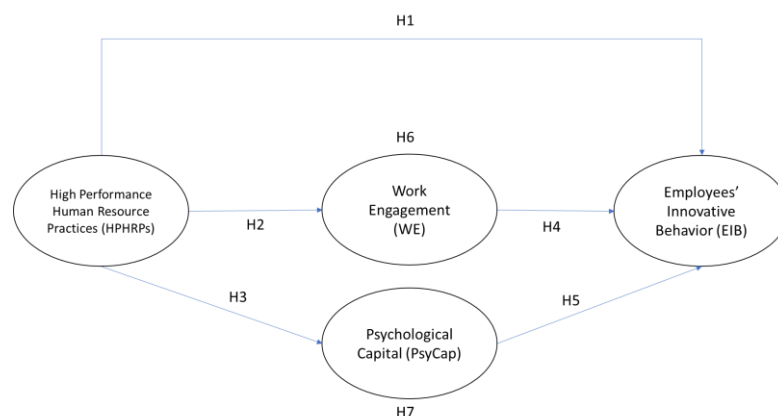 H1
H6
High Performance
Human Resource
Practices (HPHRPs)
H2
Work
Engagement
(WE)
H4
Employees’
Innovative
Behavior (EIB)
H3
H5
Psychological
Capital (PsyCap)
H7